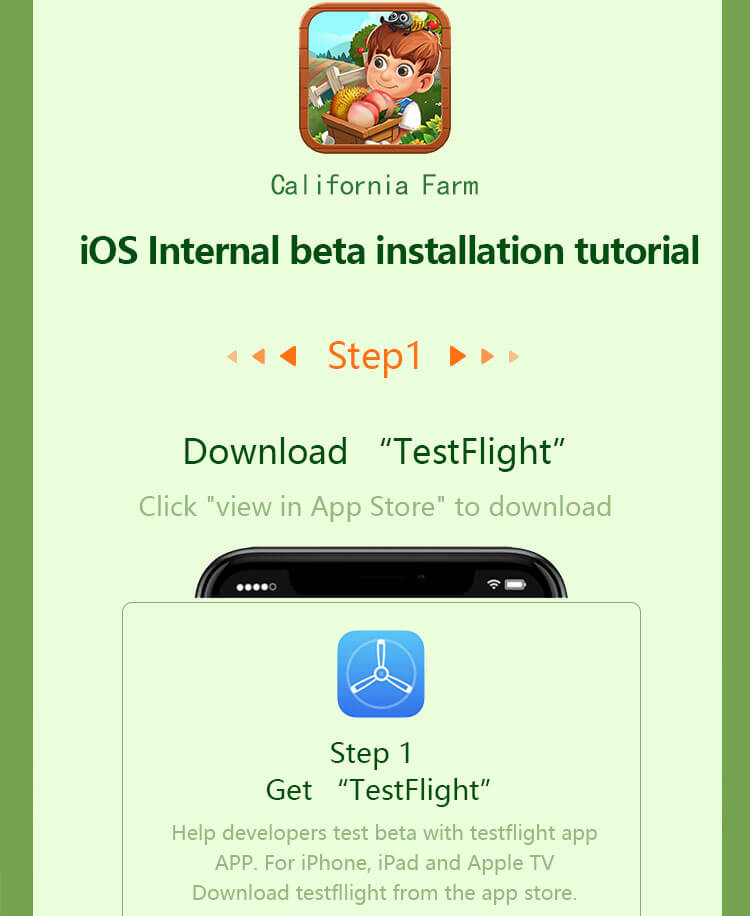 California Farm
iOS Internal beta installation tutorial
Step1
Download “TestFlight”
Click "view in App Store" to download
Step 1
Get “TestFlight”
Help developers test beta with testflight app
APP. For iPhone, iPad and Apple TV
Download testfllight from the app store.